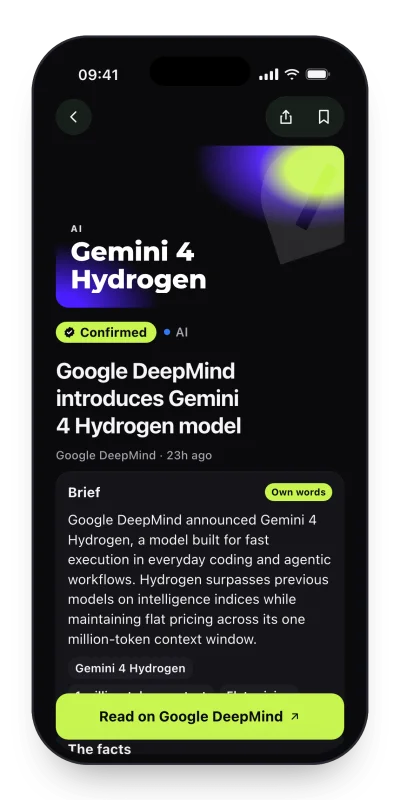 09:41
AI
Gemini 4
Hydrogen
Confirmed
AI
Google DeepMind
introduces Gemini
4 Hydrogen model
Google DeepMind · 23h ago
Brief
Own words
Google DeepMind announced Gemini 4
Hydrogen, a model built for fast
execution in everyday coding and agentic
workflows. Hydrogen surpasses previous
models on intelligence indices while
maintaining flat pricing across its one
million-token context window.
Gemini 4 Hydrogen
Read on Google DeepMind ↗
The facts